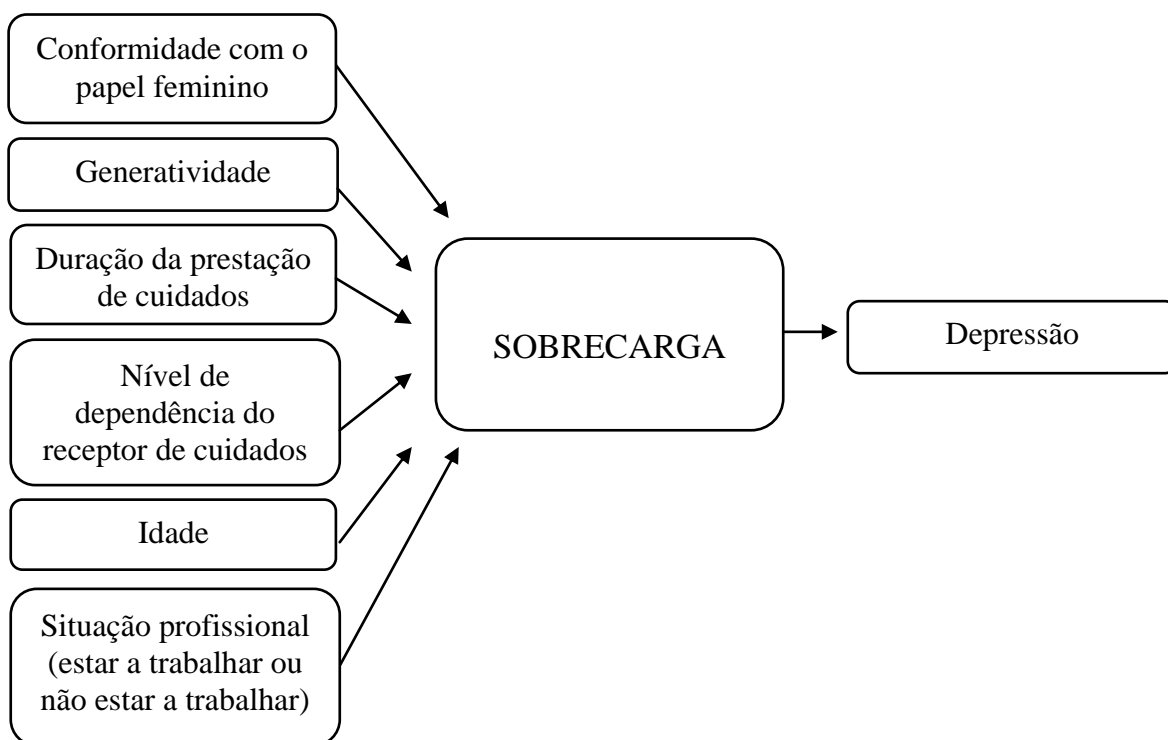 Conformidade com o
papel feminino
Generatividade
Duração da prestação
de cuidados
Nível de
dependência do
receptor de cuidados
Idade
Situação profissional
(estar a trabalhar ou
não estar a trabalhar)
SOBRECARGA
Depressão